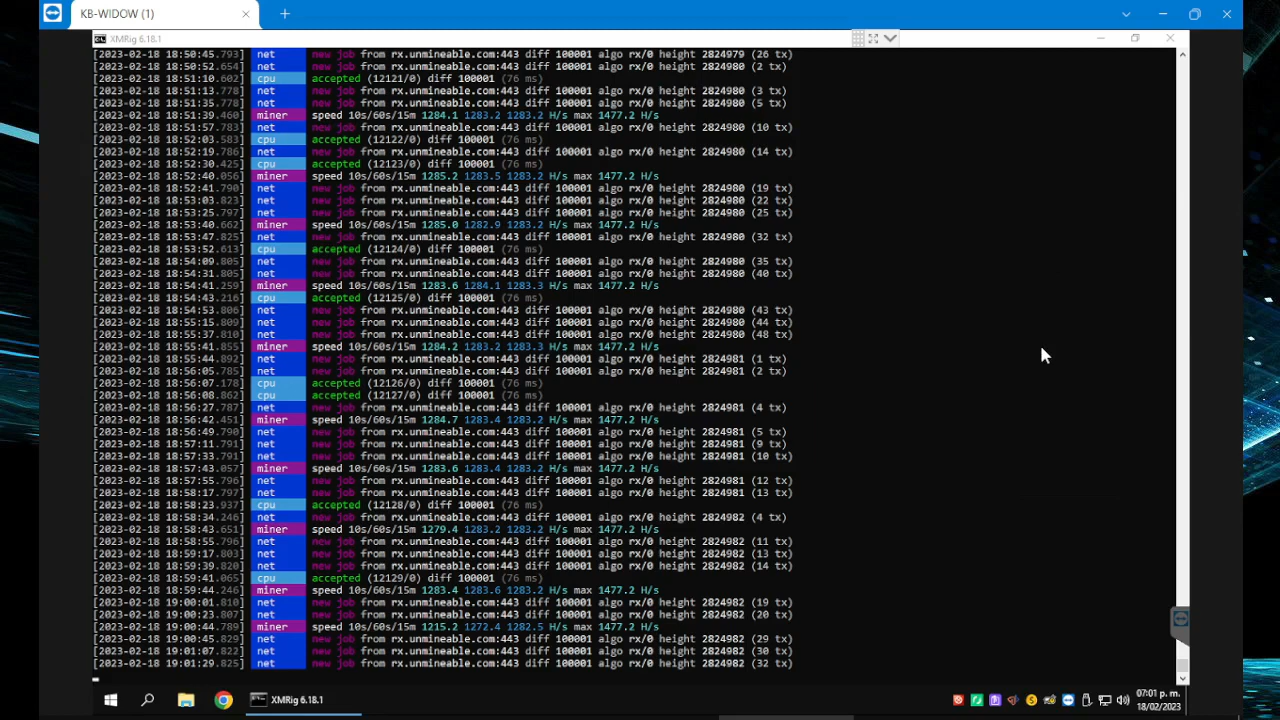 KB-WIDOW (1)
XMRig 6.18.1
[2023-02-18 18:50:45.793] net new job from rx.unmineable.com:443 diff 100001 algo rx/0 height 2824979 (26 tx)
[2023-02-18 18:50:52.654] net new job from rx.unmineable.com:443 diff 100001 algo rx/0 height 2824980 (2 tx)
[2023-02-18 18:51:10.602] cpu accepted (12121/0) diff 100001 (76 ms)
[2023-02-18 18:51:13.778] net new job from rx.unmineable.com:443 diff 100001 algo rx/0 height 2824980 (3 tx)
[2023-02-18 18:51:35.778] net new job from rx.unmineable.com:443 diff 100001 algo rx/0 height 2824980 (5 tx)
[2023-02-18 18:51:39.460] miner speed 10s/60s/15m 1284.1 1283.2 1283.2 H/s max 1477.2 H/s
[2023-02-18 18:51:57.783] net new job from rx.unmineable.com:443 diff 100001 algo rx/0 height 2824980 (10 tx)
[2023-02-18 18:52:03.583] cpu accepted (12122/0) diff 100001 (76 ms)
[2023-02-18 18:52:19.786] net new job from rx.unmineable.com:443 diff 100001 algo rx/0 height 2824980 (14 tx)
[2023-02-18 18:52:30.425] cpu accepted (12123/0) diff 100001 (76 ms)
[2023-02-18 18:52:40.056] miner speed 10s/60s/15m 1285.2 1283.5 1283.2 H/s max 1477.2 H/s
[2023-02-18 18:52:41.790] net new job from rx.unmineable.com:443 diff 100001 algo rx/0 height 2824980 (19 tx)
[2023-02-18 18:53:03.823] net new job from rx.unmineable.com:443 diff 100001 algo rx/0 height 2824980 (22 tx)
[2023-02-18 18:53:25.797] net new job from rx.unmineable.com:443 diff 100001 algo rx/0 height 2824980 (25 tx)
[2023-02-18 18:53:40.662] miner speed 10s/60s/15m 1285.0 1282.9 1283.2 H/s max 1477.2 H/s
[2023-02-18 18:53:47.825] net new job from rx.unmineable.com:443 diff 100001 algo rx/0 height 2824980 (32 tx)
[2023-02-18 18:53:52.613] cpu accepted (12124/0) diff 100001 (76 ms)
[2023-02-18 18:54:09.805] net new job from rx.unmineable.com:443 diff 100001 algo rx/0 height 2824980 (35 tx)
[2023-02-18 18:54:31.805] net new job from rx.unmineable.com:443 diff 100001 algo rx/0 height 2824980 (40 tx)
[2023-02-18 18:54:41.259] miner speed 10s/60s/15m 1283.6 1284.1 1283.3 H/s max 1477.2 H/s
[2023-02-18 18:54:43.216] cpu accepted (12125/0) diff 100001 (76 ms)
[2023-02-18 18:54:53.806] net new job from rx.unmineable.com:443 diff 100001 algo rx/0 height 2824980 (43 tx)
[2023-02-18 18:55:15.809] net new job from rx.unmineable.com:443 diff 100001 algo rx/0 height 2824980 (44 tx)
[2023-02-18 18:55:37.810] net new job from rx.unmineable.com:443 diff 100001 algo rx/0 height 2824980 (48 tx)
[2023-02-18 18:55:41.855] miner speed 10s/60s/15m 1284.2 1283.2 1283.3 H/s max 1477.2 H/s
[2023-02-18 18:55:44.892] net new job from rx.unmineable.com:443 diff 100001 algo rx/0 height 2824981 (1 tx)
[2023-02-18 18:56:05.785] net new job from rx.unmineable.com:443 diff 100001 algo rx/0 height 2824981 (2 tx)
[2023-02-18 18:56:07.178] cpu accepted (12126/0) diff 100001 (76 ms)
[2023-02-18 18:56:08.862] cpu accepted (12127/0) diff 100001 (76 ms)
[2023-02-18 18:56:27.787] net new job from rx.unmineable.com:443 diff 100001 algo rx/0 height 2824981 (4 tx)
[2023-02-18 18:56:42.451] miner speed 10s/60s/15m 1284.7 1283.4 1283.2 H/s max 1477.2 H/s
[2023-02-18 18:56:49.790] net new job from rx.unmineable.com:443 diff 100001 algo rx/0 height 2824981 (5 tx)
[2023-02-18 18:57:11.791] net new job from rx.unmineable.com:443 diff 100001 algo rx/0 height 2824981 (9 tx)
[2023-02-18 18:57:33.791] net new job from rx.unmineable.com:443 diff 100001 algo rx/0 height 2824981 (10 tx)
[2023-02-18 18:57:43.057] miner speed 10s/60s/15m 1283.6 1283.4 1283.2 H/s max 1477.2 H/s
[2023-02-18 18:57:55.796] net new job from rx.unmineable.com:443 diff 100001 algo rx/0 height 2824981 (12 tx)
[2023-02-18 18:58:17.797] net new job from rx.unmineable.com:443 diff 100001 algo rx/0 height 2824981 (13 tx)
[2023-02-18 18:58:23.937] cpu accepted (12128/0) diff 100001 (76 ms)
[2023-02-18 18:58:34.246] net new job from rx.unmineable.com:443 diff 100001 algo rx/0 height 2824982 (4 tx)
[2023-02-18 18:58:43.651] miner speed 10s/60s/15m 1279.4 1283.2 1283.2 H/s max 1477.2 H/s
[2023-02-18 18:58:55.796] net new job from rx.unmineable.com:443 diff 100001 algo rx/0 height 2824982 (11 tx)
[2023-02-18 18:59:17.803] net new job from rx.unmineable.com:443 diff 100001 algo rx/0 height 2824982 (13 tx)
[2023-02-18 18:59:39.820] net new job from rx.unmineable.com:443 diff 100001 algo rx/0 height 2824982 (14 tx)
[2023-02-18 18:59:41.065] cpu accepted (12129/0) diff 100001 (76 ms)
[2023-02-18 18:59:44.246] miner speed 10s/60s/15m 1283.4 1283.6 1283.2 H/s max 1477.2 H/s
[2023-02-18 19:00:01.810] net new job from rx.unmineable.com:443 diff 100001 algo rx/0 height 2824982 (19 tx)
[2023-02-18 19:00:23.807] net new job from rx.unmineable.com:443 diff 100001 algo rx/0 height 2824982 (20 tx)
[2023-02-18 19:00:44.789] miner speed 10s/60s/15m 1215.2 1272.4 1282.5 H/s max 1477.2 H/s
[2023-02-18 19:00:45.829] net new job from rx.unmineable.com:443 diff 100001 algo rx/0 height 2824982 (29 tx)
[2023-02-18 19:01:07.822] net new job from rx.unmineable.com:443 diff 100001 algo rx/0 height 2824982 (30 tx)
[2023-02-18 19:01:29.825] net new job from rx.unmineable.com:443 diff 100001 algo rx/0 height 2824982 (32 tx)
XMRig 6.18.1
07:01 p. m.
18/02/2023